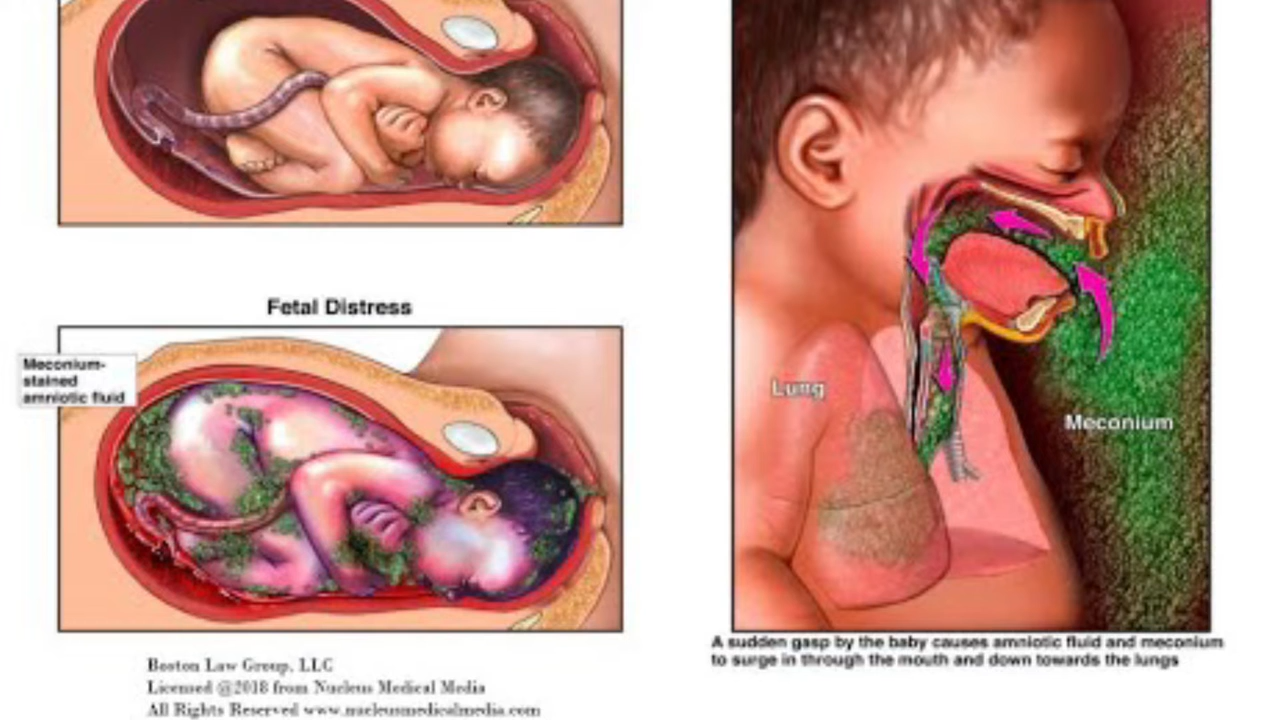 Fetal Distress
Meconium-
stained
amniotic fluid
Lung
Meconium
A sudden gasp by the baby causes amniotic fluid and meconium
to surge in through the mouth and down towards the lungs
Boston Law Group, LLC
Licensed @2018 from Nucleus Medical Media
All Rights Reserved www.nucleusmedicalmedia.com